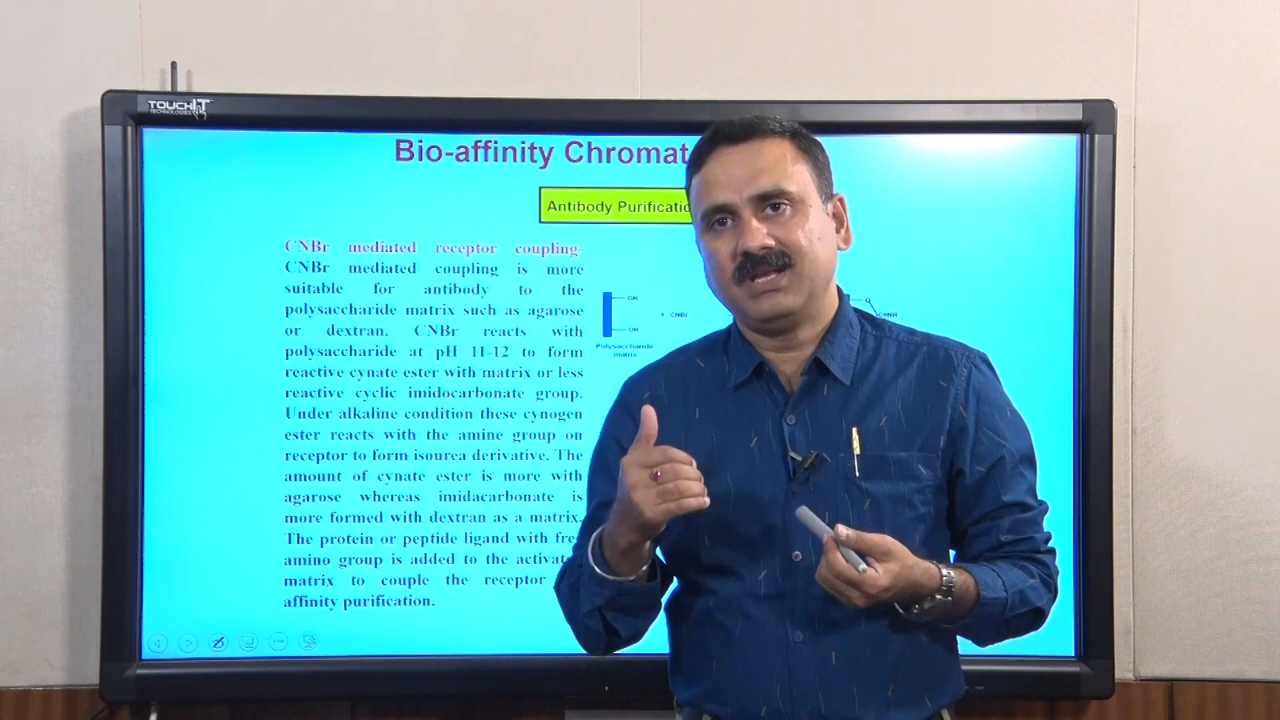 TOUCHIT
TECHNOLOGIES
Bio-affinity Chromat
Antibody Purificatio
CNBr mediated receptor coupling-
CNBr mediated coupling is more
suitable for antibody to the
polysaccharide matrix such as agarose
or dextran. CNBr reacts with
polysaccharide at pH 11-12 to form
reactive cynate ester with matrix or less
reactive cyclic imidocarbonate group.
Under alkaline condition these cynogen
ester reacts with the amine group on
receptor to form isourea derivative. The
amount of cynate ester is more with
agarose whereas imidacarbonate is
more formed with dextran as a matrix.
The protein or peptide ligand with fre
amino group is added to the activat
matrix to couple the receptor
affinity purification.
OH
OH
CNBr
Polysaccharide
matrix
O
C=NH